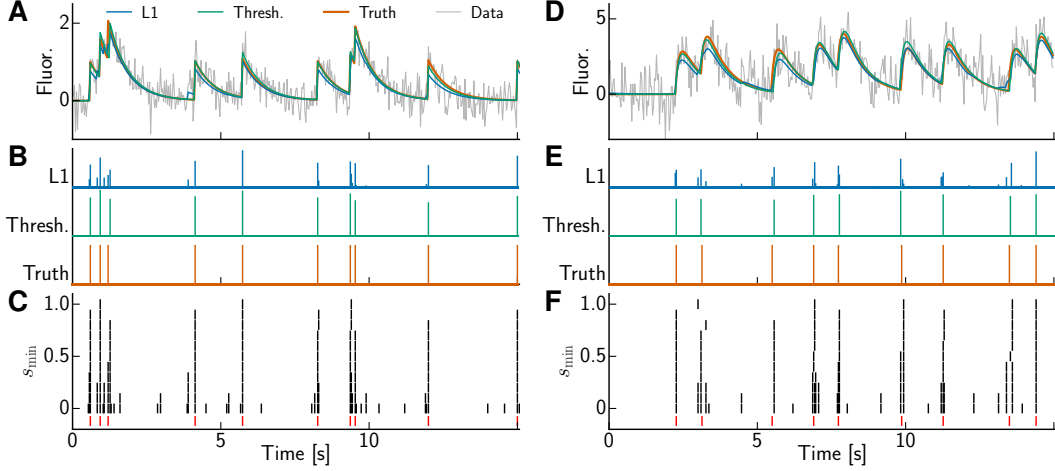 A L1 Thresh. Truth Data D
Fluor. 2 0
Fluor. 5 0
B E
L1 L1
Thresh. Thresh.
Truth Truth
C F
s_min 1.0 0.5 0
s_min 1.0 0.5 0
0 5 10 0 5 10
Time [s] Time [s]